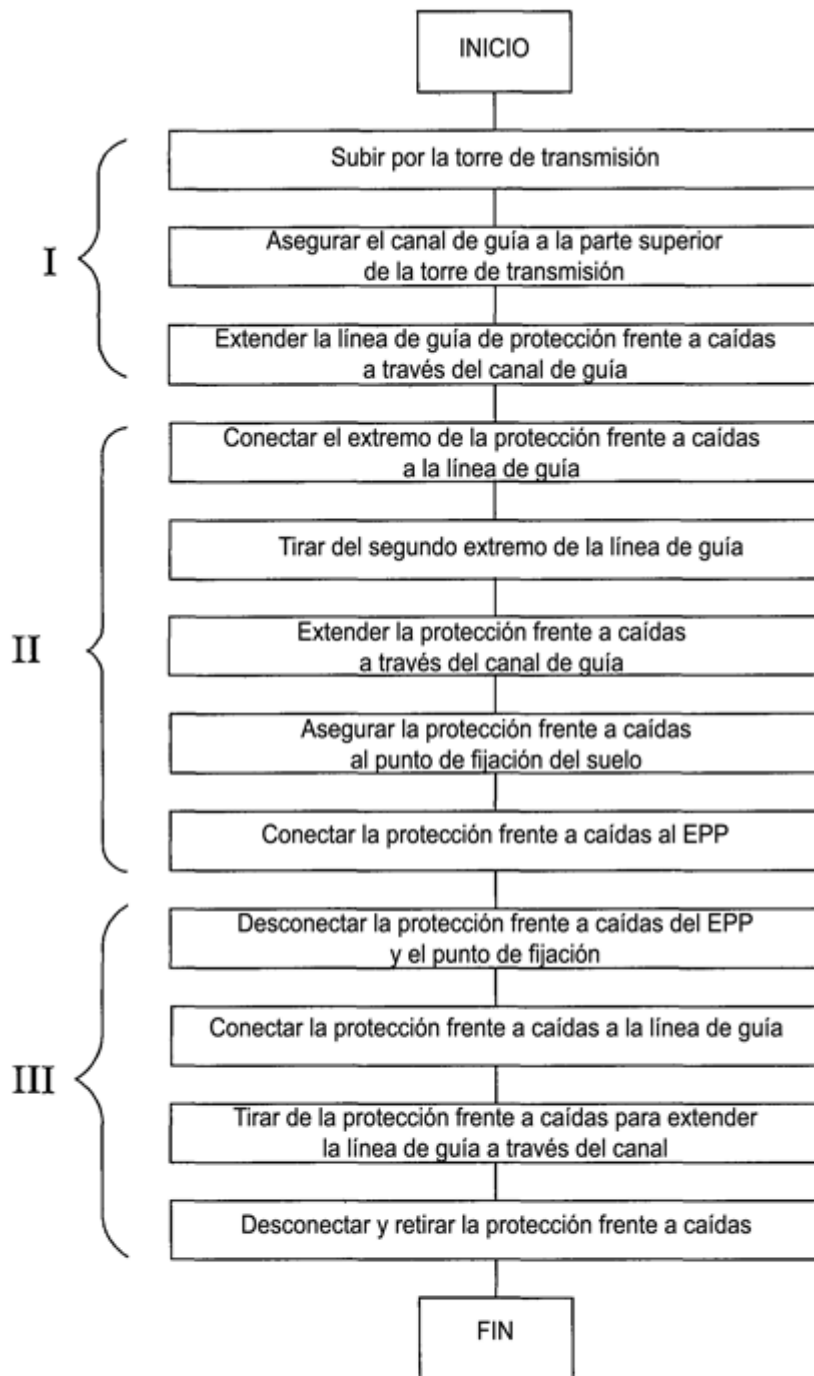 INICIO
I
Subir por la torre de transmisión
Asegurar el canal de guía a la parte superior
de la torre de transmisión
Extender la línea de guía de protección frente a caídas
a través del canal de guía
II
Conectar el extremo de la protección frente a caídas
a la línea de guía
Tirar del segundo extremo de la línea de guía
Extender la protección frente a caídas
a través del canal de guía
Asegurar la protección frente a caídas
al punto de fijación del suelo
Conectar la protección frente a caídas al EPP
III
Desconectar la protección frente a caídas del EPP
y el punto de fijación
Conectar la protección frente a caídas a la línea de guía
Tirar de la protección frente a caídas para extender
la línea de guía a través del canal
Desconectar y retirar la protección frente a caídas
FIN